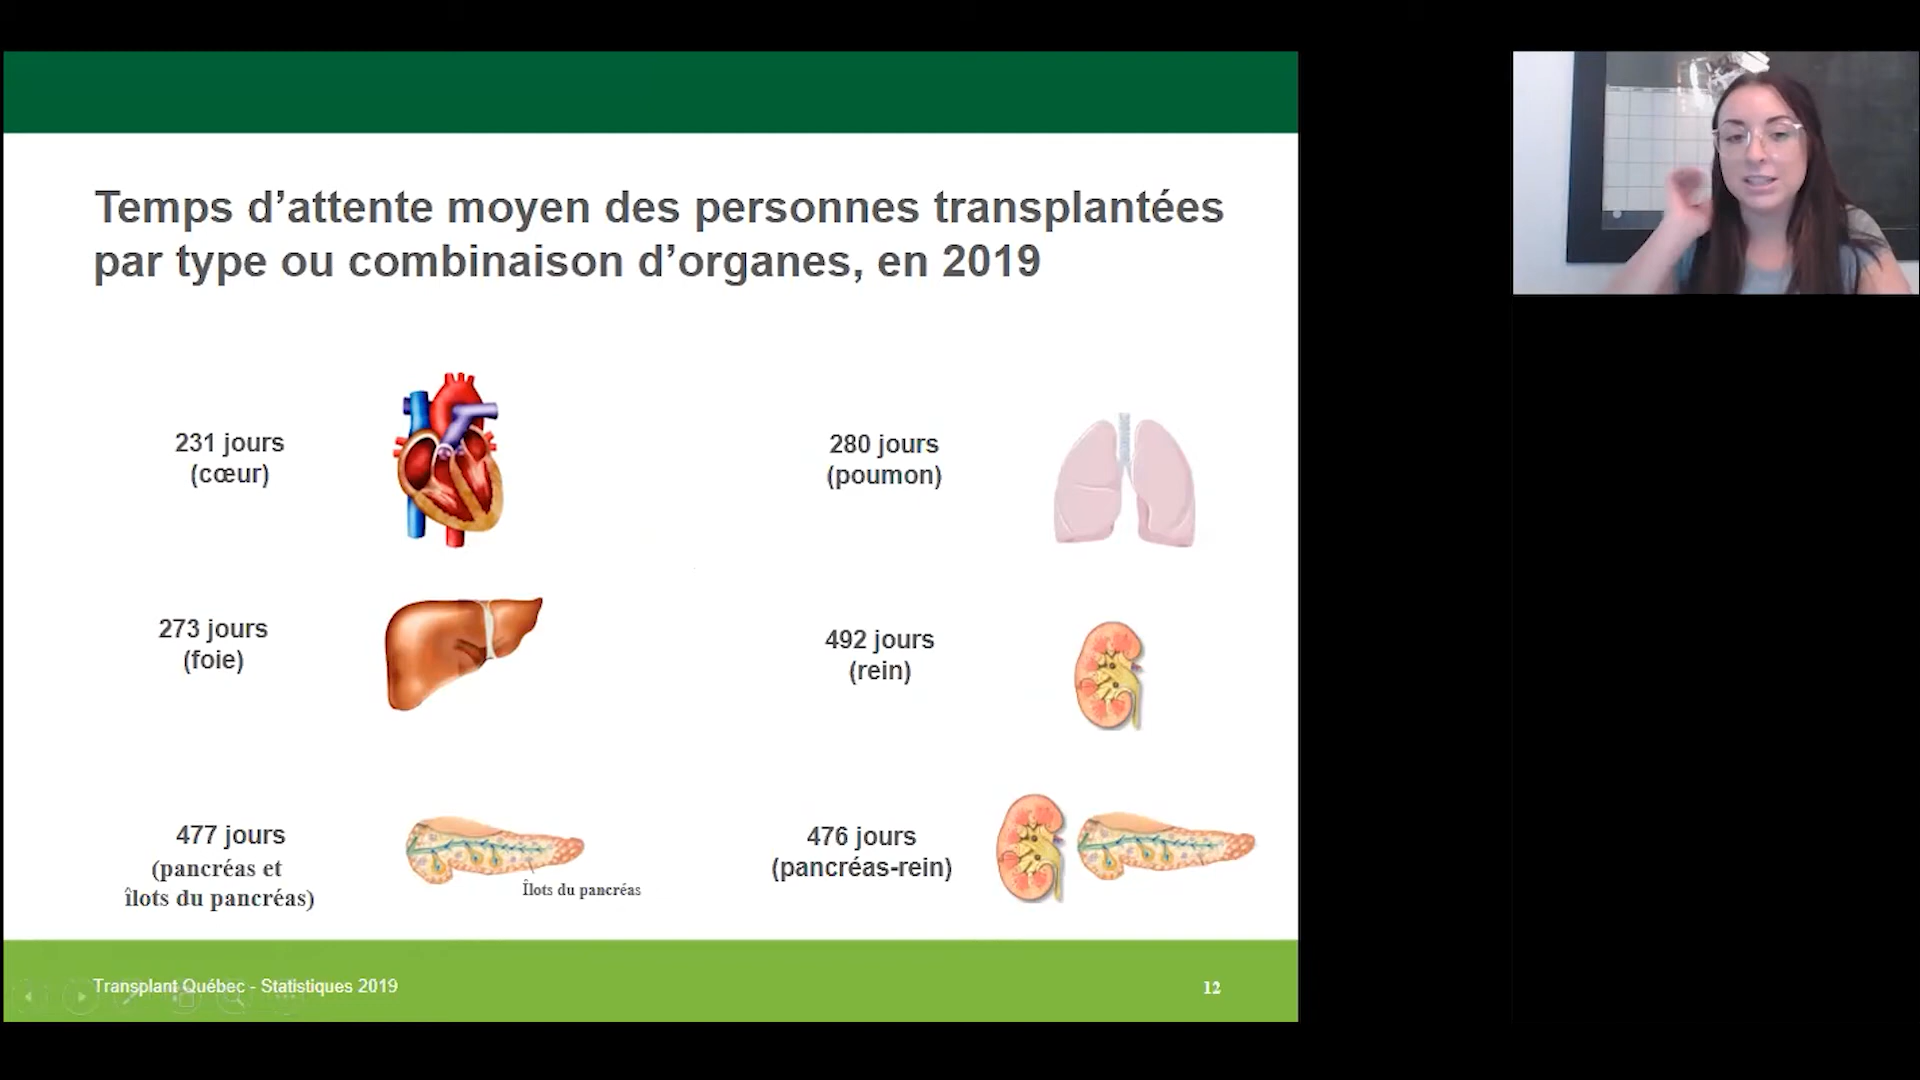 Temps d’attente moyen des personnes transplantées
par type ou combinaison d’organes, en 2019
231 jours
(cœur)
280 jours
(poumon)
273 jours
(foie)
492 jours
(rein)
477 jours
(pancréas et
îlots du pancréas)
Îlots du pancréas
476 jours
(pancréas-rein)
Transplant Québec - Statistiques 2019
12